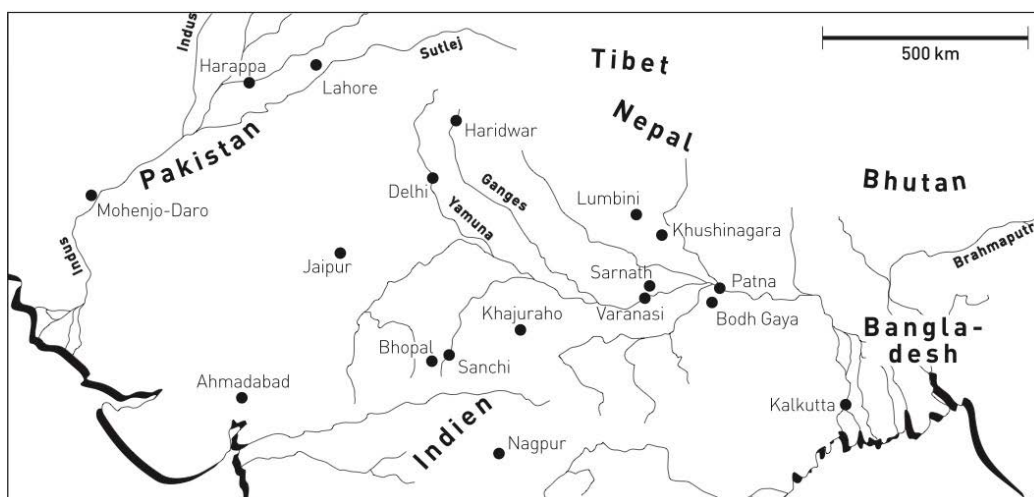 Indus
Sutlej
Tibet
500 km
Harappa
Lahore
Nepal
Pakistan
Haridwar
Bhutan
Delhi
Ganges
Lumbini
Mohenjo-Daro
Yamuna
Khushinagara
Brahmaputr
Indus
Jaipur
Sarnath
Patna
Varanasi
Bodh Gaya
Khajuraho
Bangla-
desh
Bhopal
Sanchi
Ahmadabad
Kalkutta
Indien
Nagpur